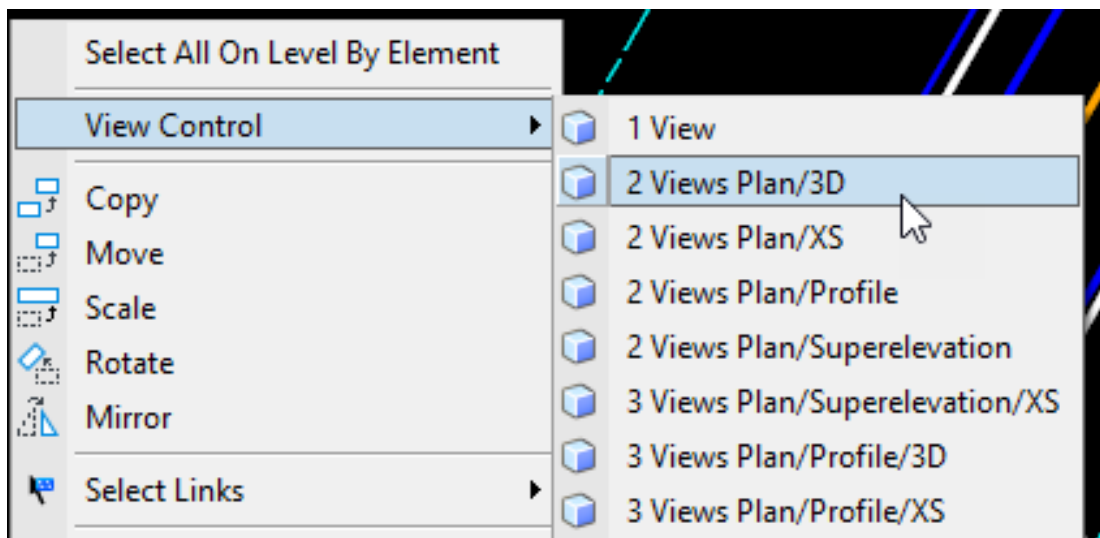 Select All On Level By Element
View Control
Copy
Move
Scale
Rotate
Mirror
Select Links
1 View
2 Views Plan/3D
2 Views Plan/XS
2 Views Plan/Profile
2 Views Plan/Superelevation
3 Views Plan/Superelevation/XS
3 Views Plan/Profile/3D
3 Views Plan/Profile/XS